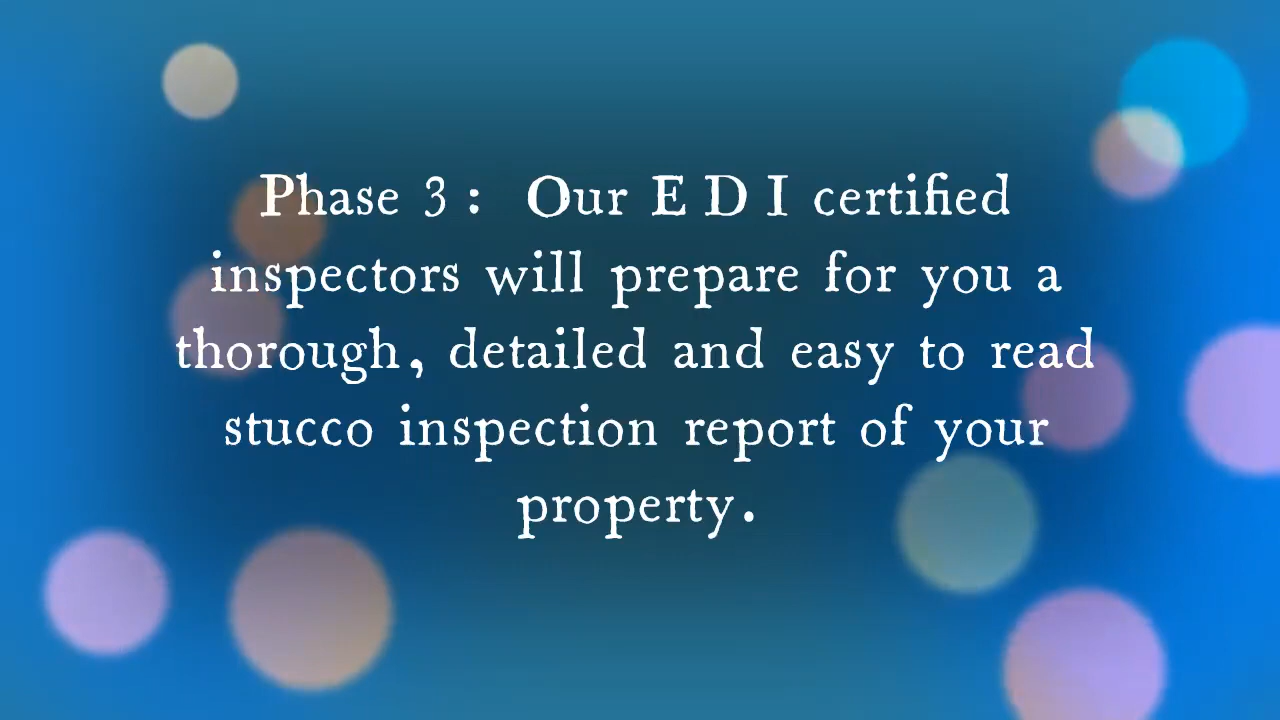 Phase 3 : Our E D I certified
inspectors will prepare for you a
thorough, detailed and easy to read
stucco inspection report of your
property.